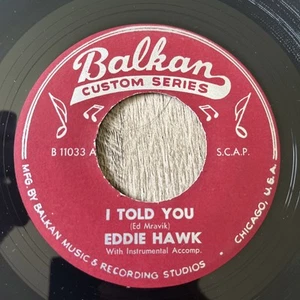 Balkan
CUSTOM SERIES
B 11033 A
S.C.A.P.
I TOLD YOU
(Ed Mravik)
EDDIE HAWK
With Instrumental Accomp.
MFG BY BALKAN MUSIC & RECORDING STUDIOS - CHICAGO, U.S.A.